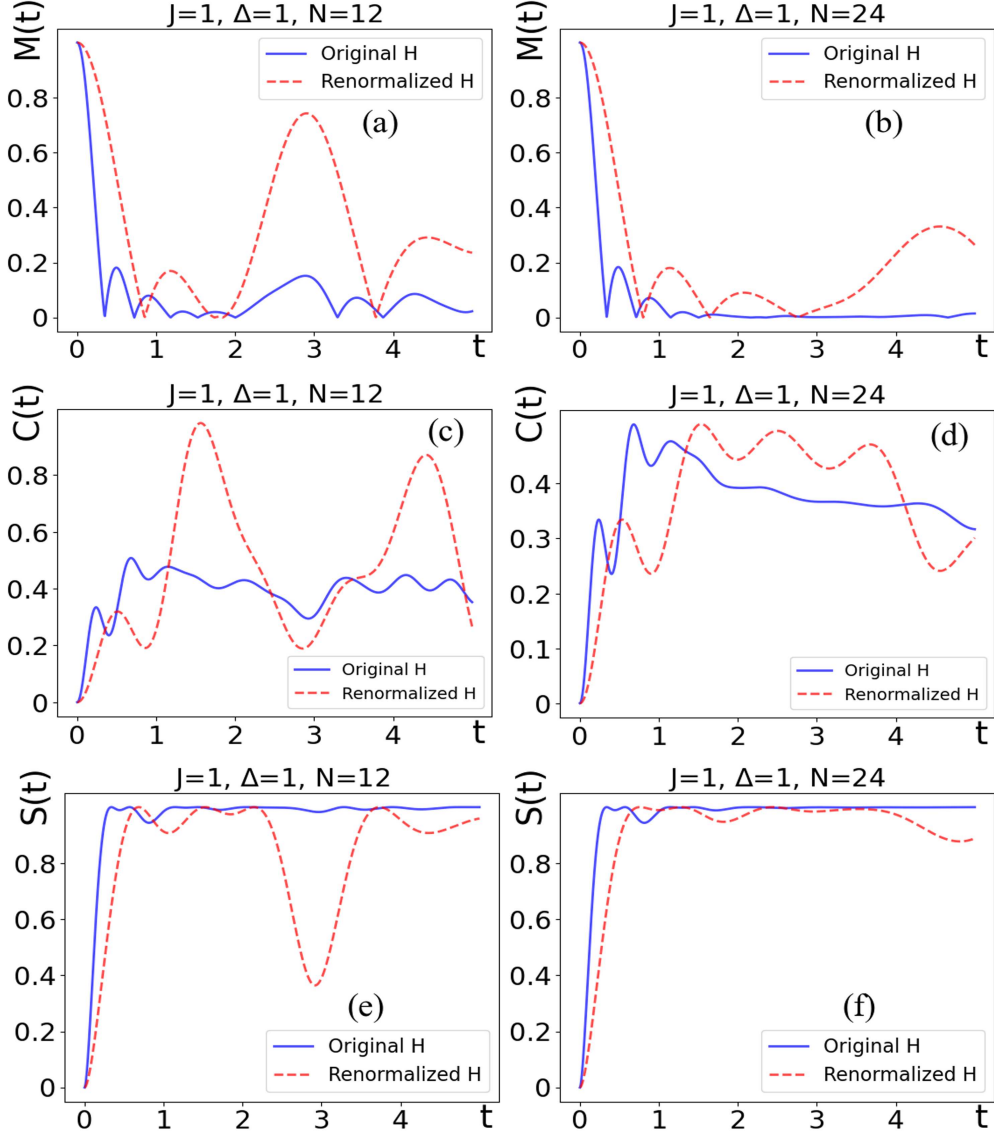 J=1, Δ=1, N=12
M(t)
0.8
0.6
0.4
0.2
0
0 1 2 3 4 t
Original H
Renormalized H
(a)
J=1, Δ=1, N=24
M(t)
0.8
0.6
0.4
0.2
0
0 1 2 3 4 t
Original H
Renormalized H
(b)
J=1, Δ=1, N=12
C(t)
0.8
0.6
0.4
0.2
0
0 1 2 3 4 t
(c)
Original H
Renormalized H
J=1, Δ=1, N=24
C(t)
0.4
0.3
0.2
0.1
0
0 1 2 3 4 t
(d)
Original H
Renormalized H
J=1, Δ=1, N=12
S(t)
0.8
0.6
0.4
0.2
0
0 1 2 3 4 t
(e)
Original H
Renormalized H
J=1, Δ=1, N=24
S(t)
0.8
0.6
0.4
0.2
0
0 1 2 3 4 t
(f)
Original H
Renormalized H